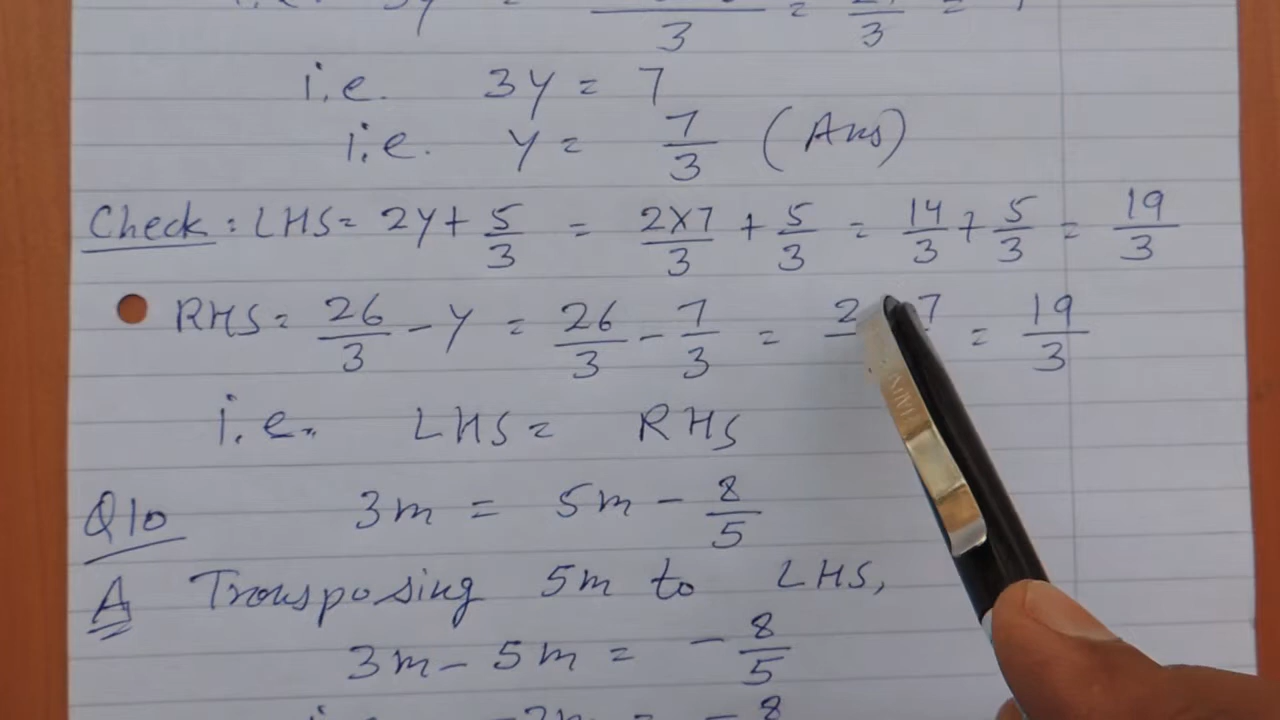 i.e. 3y = 7
i.e. y = 7/3 (Ans)
Check: LHS = 2y + 5/3 = 2×7/3 + 5/3 = 14/3 + 5/3 = 19/3
RHS = 26/3 - y = 26/3 - 7/3 = 2 7 = 19/3
i.e. LHS = RHS
Q10 3m = 5m - 8/5
A Transposing 5m to LHS,
3m - 5m = - 8/5